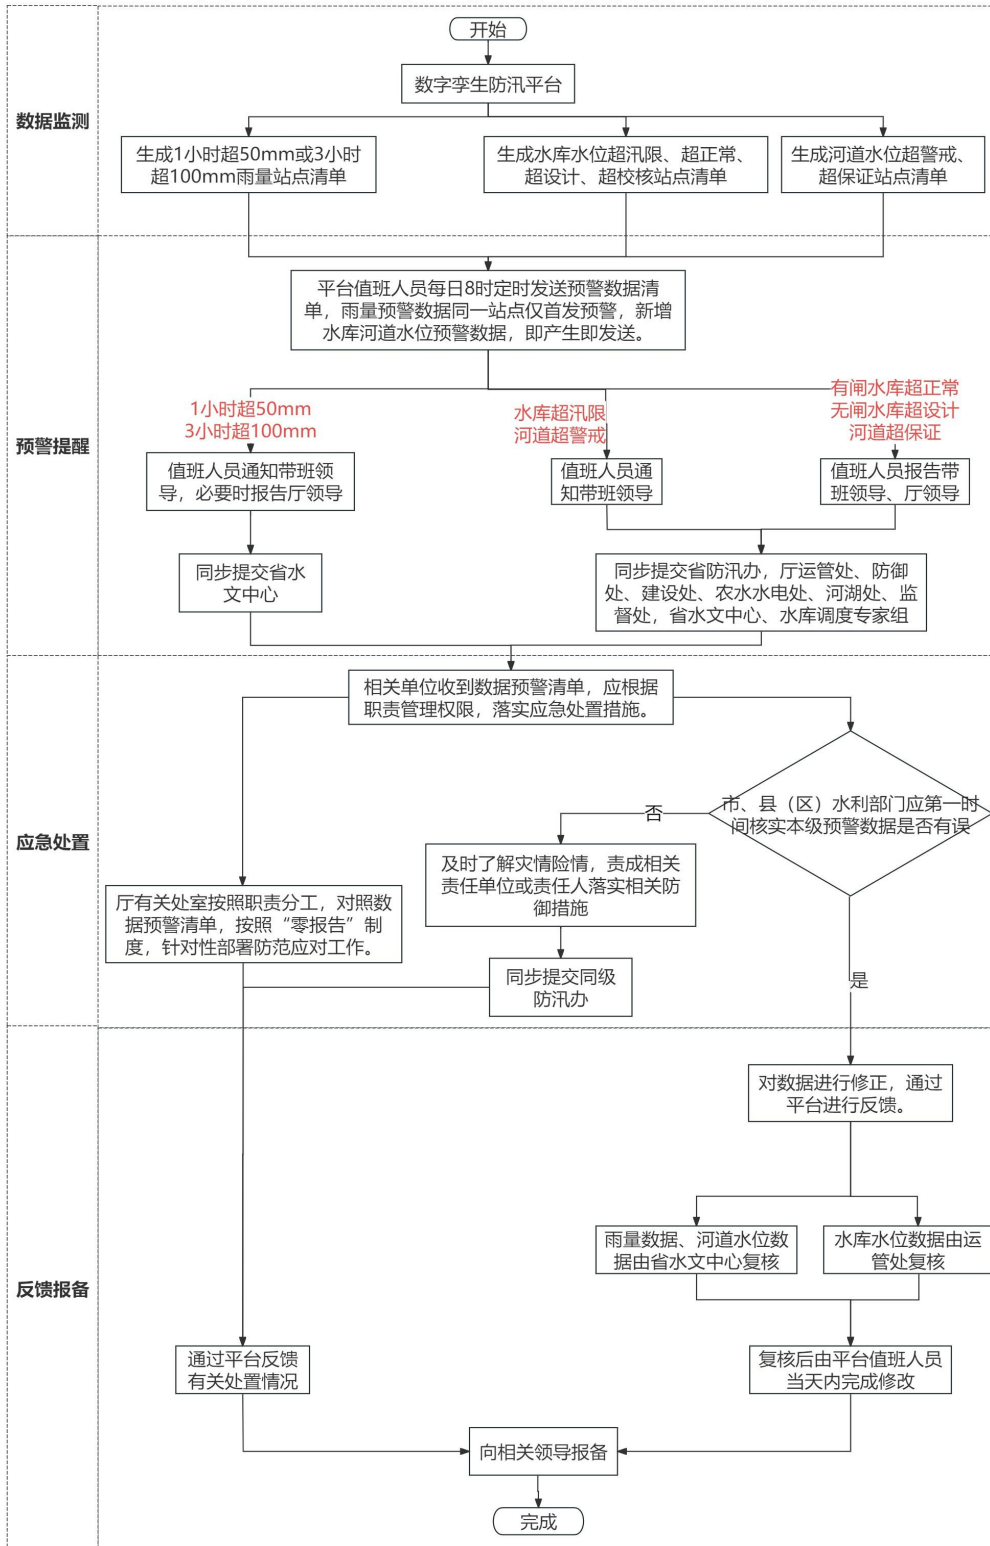 开始
数字孪生防汛平台
数据监测
生成1小时超50mm或3小时
超100mm雨量站点清单
生成水库水位超汛限、超正常、
超设计、超校核站点清单
生成河道水位超警戒、
超保证站点清单
平台值班人员每日8时定时发送预警数据清
单，雨量预警数据同一站点仅首发预警，新增
水库河道水位预警数据，即产生即发送。
预警提醒
1小时超50mm
3小时超100mm
水库超汛限
河道超警戒
有闸水库超正常
无闸水库超设计
河道超保证
值班人员通知带班领
导，必要时报告厅领导
值班人员通
知带班领导
值班人员报告带
班领导、厅领导
同步提交省水
文中心
同步提交省防汛办，厅运管处、防御
处、建设处、农水水电处、河湖处、监
督处，省水文中心、水库调度专家组
相关单位收到数据预警清单，应根据
职责管理权限，落实应急处置措施。
应急处置
市、县（区）水利部门应第一时
间核实本级预警数据是否有误
否
及时了解灾情险情，责成相关
责任单位或责任人落实相关防
御措施
厅有关处室按照职责分工，对照数
据预警清单，按照“零报告”制
度，针对性部署防范应对工作。
同步提交同级
防汛办
是
反馈报备
对数据进行修正，通过
平台进行反馈。
雨量数据、河道水位数
据由省水文中心复核
水库水位数据由运
管处复核
通过平台反馈
有关处置情况
复核后由平台值班人员
当天内完成修改
向相关领导报备
完成